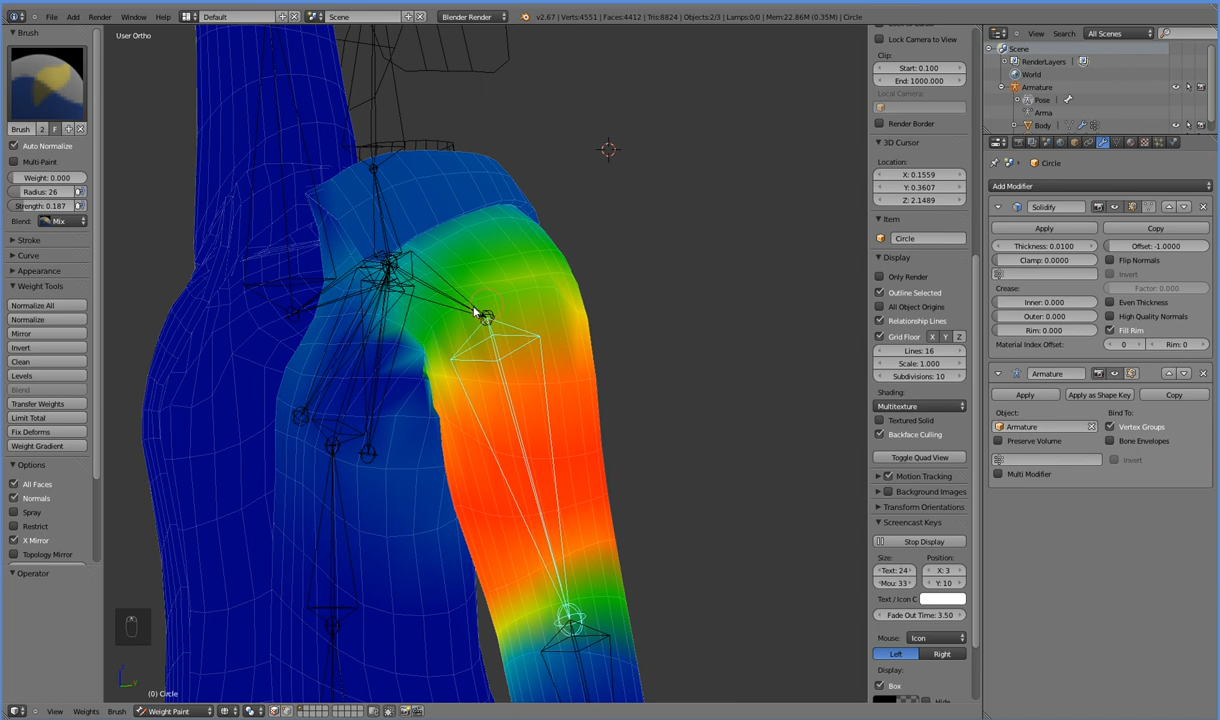 File Add Render Window Help Default Scene Blender Render v2.67 | Verts:4551 | Faces:4412 | Tris:8824 | Objects:2/3 | Lamps:0/0 | Mem:22.86M (0.35M) | Circle
Brush
Brush 2 F
Auto Normalize
Multi-Paint
Weight: 0.000
Radius: 26
Strength: 0.187
Blend: Mix
Stroke
Curve
Appearance
Weight Tools
Normalize All
Normalize
Mirror
Invert
Clean
Levels
Blend
Transfer Weights
Limit Total
Fix Deforms
Weight Gradient
Options
All Faces
Normals
Spray
Restrict
X Mirror
Topology Mirror
Operator
User Ortho
(0) Circle
View Weights Brush Weight Paint
Lock Camera to View
Clip:
Start: 0.100
End: 1000.000
Local Camera:
Render Border
3D Cursor
Location:
X: 0.1559
Y: 0.3607
Z: 2.1489
Item
Circle
Display
Only Render
Outline Selected
All Object Origins
Relationship Lines
Grid Floor X Y Z
Lines: 16
Scale: 1.000
Subdivisions: 10
Shading:
Multitexture
Textured Solid
Backface Culling
Toggle Quad View
Motion Tracking
Background Images
Transform Orientations
Screencast Keys
Stop Display
Size: Position:
Text: 24 X: 3
Mou: 33 Y: 10
Text / Icon C
Fade Out Time: 3.50
Mouse: Icon
Left Right
Display:
Box
View Search All Scenes
Scene
RenderLayers
World
Armature
Pose
Arma
Body
Circle
Add Modifier
Solidify
Apply Copy
Thickness: 0.0100 Offset: -1.0000
Clamp: 0.0000 Flip Normals
Invert
Crease: Factor: 0.000
Inner: 0.000 Even Thickness
Outer: 0.000 High Quality Normals
Rim: 0.000 Fill Rim
Material Index Offset: 0 Rim: 0
Armature
Apply Apply as Shape Key Copy
Object: Bind To:
Armature Vertex Groups
Preserve Volume Bone Envelopes
Invert
Multi Modifier